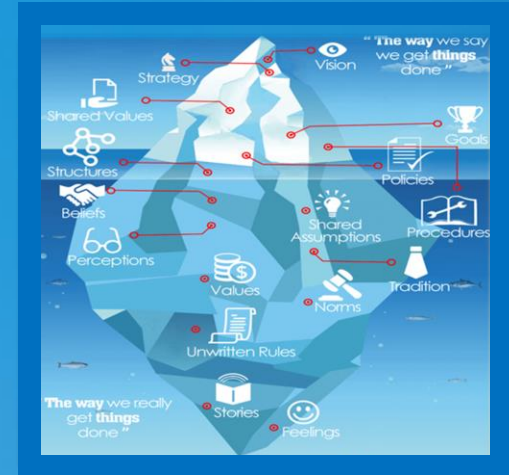 " The way we say
we get things
done "
Vision
Strategy
Shared Values
Goals
Structures
Policies
Beliefs
Shared
Assumptions
Procedures
Perceptions
Tradition
Values
Norms
Unwritten Rules
The way we really
get things
done "
Stories
Feelings